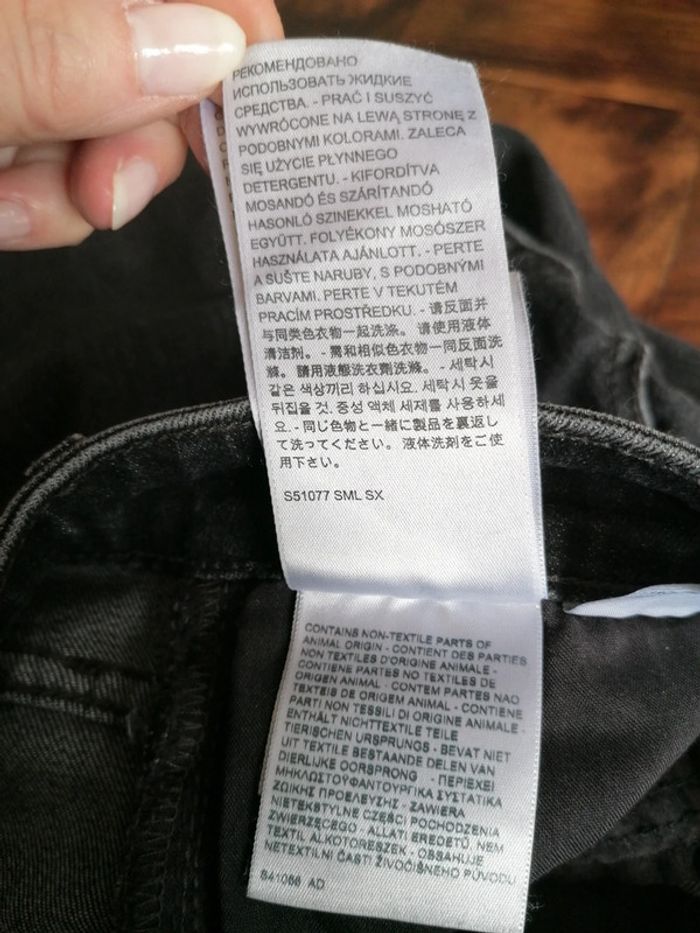 РЕКОМЕНДОВАНО
ИСПОЛЬЗОВАТЬ ЖИДКИЕ
СРЕДСТВА. - PRAĆ I SUSZYĆ
WYWRÓCONE NA LEWĄ STRONĘ Z
PODOBNYMI KOLORAMI. ZALECA
SIĘ UŻYCIE PŁYNNEGO
DETERGENTU. - KIFORDÍTVA
MOSANDÓ ÉS SZÁRÍTANDÓ
HASONLÓ SZINEKKEL MOSHATÓ
EGYÜTT. FOLYÉKONY MOSÓSZER
HASZNÁLATA AJÁNLOTT. - PERTE
A SUŠTE NARUBY, S PODOBNÝMI
BARVAMI. PERTE V TEKUTÉM
PRACÍM PROSTŘEDKU. - 请反面并
与同类色衣物一起洗涤。请使用液体
清洁剂。- 需和相似色衣物一同反面洗
滌。請用液態洗衣劑洗滌。- 세탁시
같은 색상끼리 하십시요. 세탁시 옷을
뒤집을 것. 중성 액체 세제를 사용하세
요. - 同じ色物と一緒に製品を裏返し
て洗ってください。液体洗剤をご使
用下さい。
S51077 SML SX
CONTAINS NON-TEXTILE PARTS OF
ANIMAL ORIGIN - CONTIENT DES PARTIES
NON TEXTILES D'ORIGINE ANIMALE -
CONTIENE PARTES NO TEXTILES DE
ORIGEN ANIMAL - CONTEM PARTES NAO
TEXTEIS DE ORIGEM ANIMAL - CONTIENE
PARTI NON TESSILI DI ORIGINE ANIMALE -
ENTHÄLT NICHTTEXTILE TEILE
TIERISCHEN URSPRUNGS - BEVAT NIET
UIT TEXTILE BESTAANDE DELEN VAN
DIERLIJKE OORSPRONG - ΠΕΡΙΕΧΕΙ
ΜΗΚΛΩΣΤΟΫΦΑΝΤΟΥΡΓΙΚΑ ΣΥΣΤΑΤΙΚΑ
ΖΩΙΚΗΣ ΠΡΟΕΛΕΥΣΗΣ - ZAWIERA
NIETEKSTYLNE CZĘŚCI POCHODZENIA
ZWIERZĘCEGO - ALLATI EREDETŰ, NEM
TEXTIL ALKOTORESZEK - OBSAHUJE
NETEXTILNÍ ČÁSTI ŽIVOČIŠNÉHO PŮVODU
S41066 AD